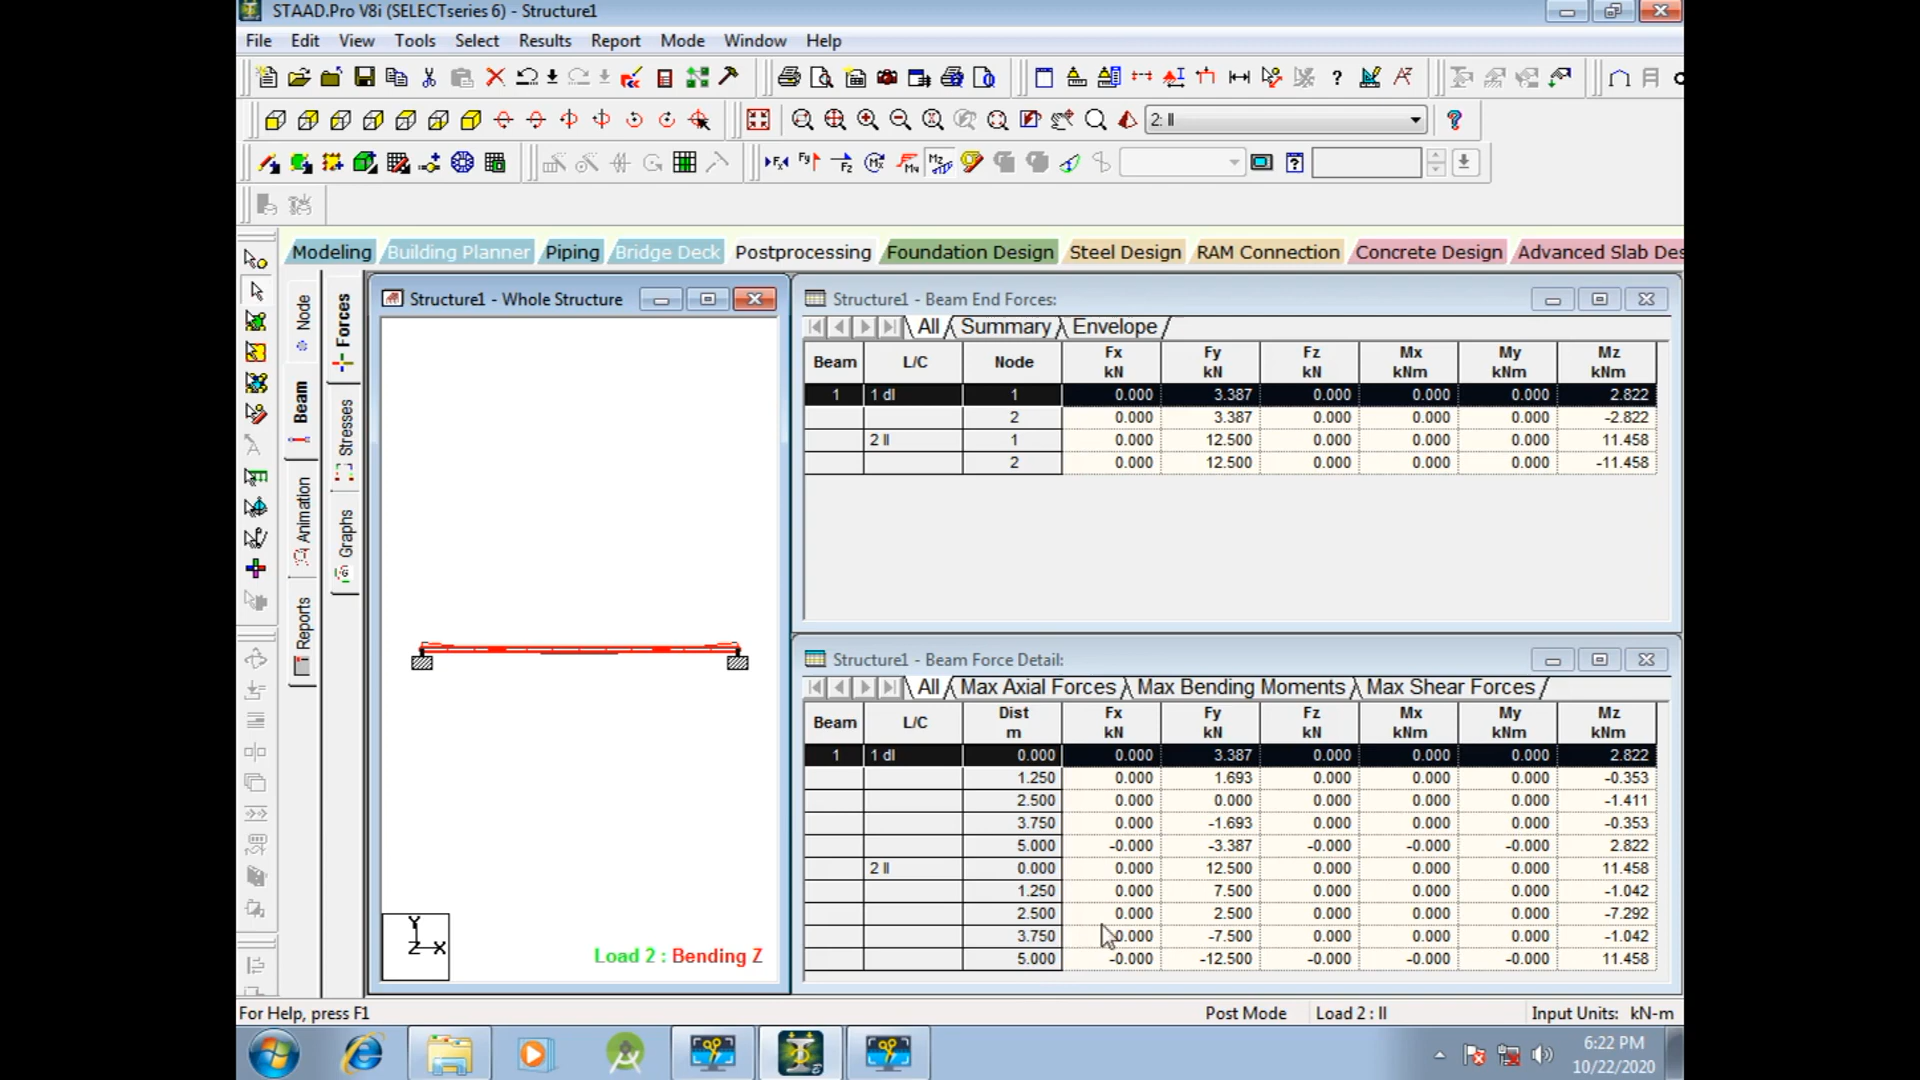 STAAD.Pro V8i (SELECTseries 6) - Structure1
File Edit View Tools Select Results Report Mode Window Help
2: ll
Modeling Building Planner Piping Bridge Deck Postprocessing Foundation Design Steel Design RAM Connection Concrete Design Advanced Slab Des
Node
Beam
Animation
Reports
Forces
Stresses
Graphs
Structure1 - Whole Structure
Y
Z X
Load 2 : Bending Z
Structure1 - Beam End Forces:
All Summary Envelope
Beam L/C Node Fx kN Fy kN Fz kN Mx kNm My kNm Mz kNm
1 1 dl 1 0.000 3.387 0.000 0.000 0.000 2.822
2 0.000 3.387 0.000 0.000 0.000 -2.822
2 ll 1 0.000 12.500 0.000 0.000 0.000 11.458
2 0.000 12.500 0.000 0.000 0.000 -11.458
Structure1 - Beam Force Detail:
All Max Axial Forces Max Bending Moments Max Shear Forces
Beam L/C Dist m Fx kN Fy kN Fz kN Mx kNm My kNm Mz kNm
1 1 dl 0.000 0.000 3.387 0.000 0.000 0.000 2.822
1.250 0.000 1.693 0.000 0.000 0.000 -0.353
2.500 0.000 0.000 0.000 0.000 0.000 -1.411
3.750 0.000 -1.693 0.000 0.000 0.000 -0.353
5.000 -0.000 -3.387 -0.000 -0.000 -0.000 2.822
2 ll 0.000 0.000 12.500 0.000 0.000 0.000 11.458
1.250 0.000 7.500 0.000 0.000 0.000 -1.042
2.500 0.000 2.500 0.000 0.000 0.000 -7.292
3.750 0.000 -7.500 0.000 0.000 0.000 -1.042
5.000 -0.000 -12.500 -0.000 -0.000 -0.000 11.458
For Help, press F1 Post Mode Load 2 : ll Input Units: kN-m
6:22 PM
10/22/2020